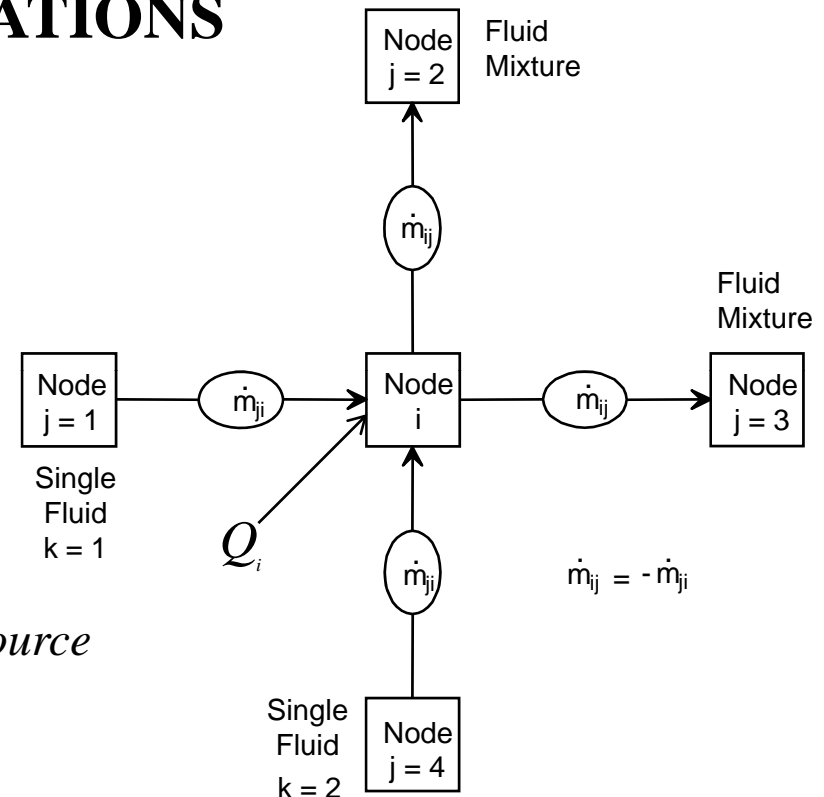 ATIONS
Node
j = 2
Fluid
Mixture
ṁij
Fluid
Mixture
Node
j = 1
ṁji
Node
i
ṁij
Node
j = 3
Single
Fluid
k = 1
Qi
ṁji
ṁij = - ṁji
ource
Single
Fluid
k = 2
Node
j = 4